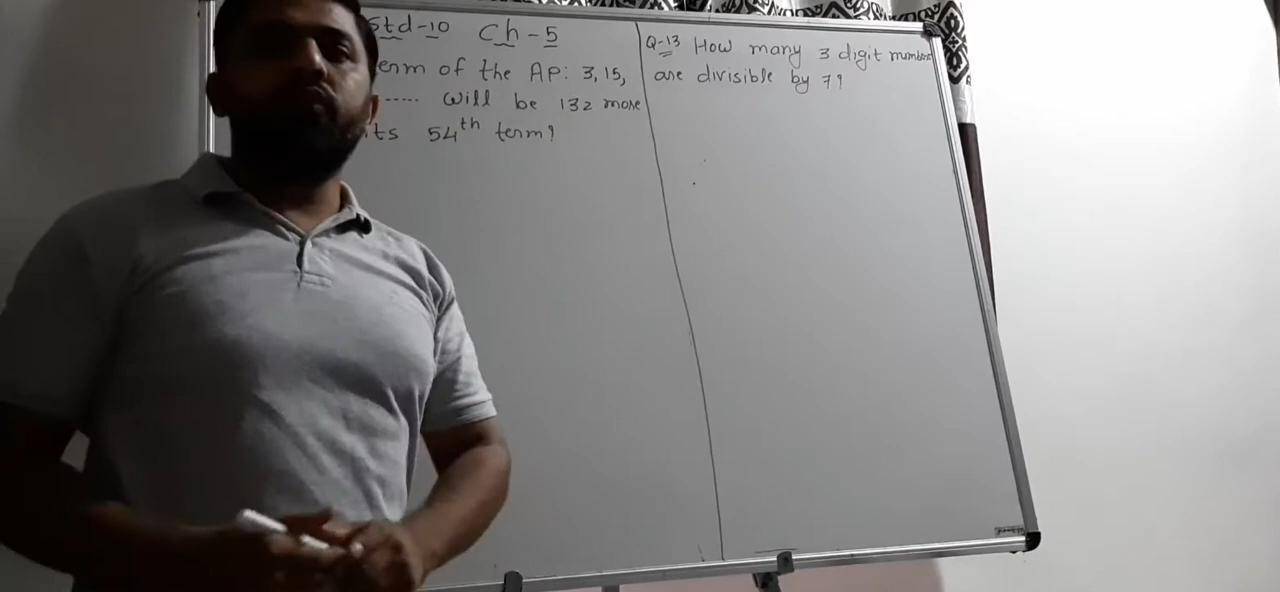 Std-10 Ch-5
erm of the AP: 3, 15,
...... will be 132 more
its 54th term?
Q-13 How many 3 digit numbers
are divisible by 7?